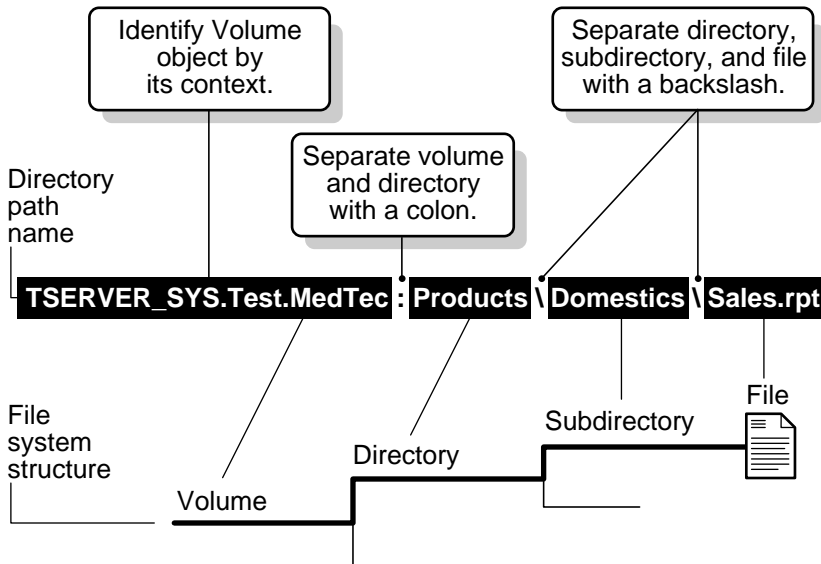 Identify Volume
object by
its context.
Separate directory,
subdirectory, and file
with a backslash.
Separate volume
and directory
with a colon.
Directory
path
name
TSERVER_SYS.Test.MedTec : Products \ Domestics \ Sales.rpt
File
system
structure
Volume
Directory
Subdirectory
File